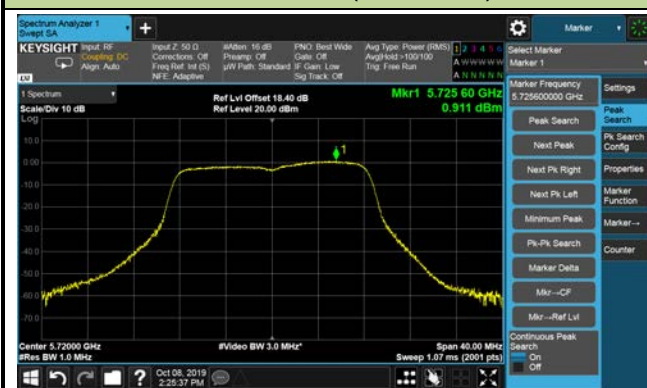 Spectrum Analyzer 1
Swept SA
+
Marker
KEYSIGHT
Input: RF
Coupling: DC
Align: Auto
Input Z: 50 Ω
Corrections: Off
Freq Ref: Int (S)
NFE: Adaptive
#Atten: 16 dB
Preamp: Off
µW Path: Standard
PNO: Best Wide
Gate: Off
IF Gain: Low
Sig Track: Off
Avg Type: Power (RMS)
Avg|Hold:>100/100
Trig: Free Run
1 2 3 4 5 6
A W W W W W
A N N N N N
LXI
Select Marker
Marker 1
1 Spectrum
Scale/Div 10 dB
Log
Ref Lvl Offset 18.40 dB
Ref Level 20.00 dBm
Mkr1 5.725 60 GHz
0.911 dBm
Marker Frequency
5.725600000 GHz
Settings
Peak Search
Peak
Search
Next Peak
Pk Search
Config
Next Pk Right
Properties
Next Pk Left
Marker
Function
Minimum Peak
Marker→
Pk-Pk Search
Counter
Marker Delta
Mkr→CF
Mkr→Ref Lvl
Continuous Peak
Search
On
Off
10.0
0.00
-10.0
-20.0
-30.0
-40.0
-50.0
-60.0
-70.0
1
Center 5.72000 GHz
#Res BW 1.0 MHz
#Video BW 3.0 MHz*
Span 40.00 MHz
Sweep 1.07 ms (2001 pts)
?
Oct 08, 2019
2:25:37 PM